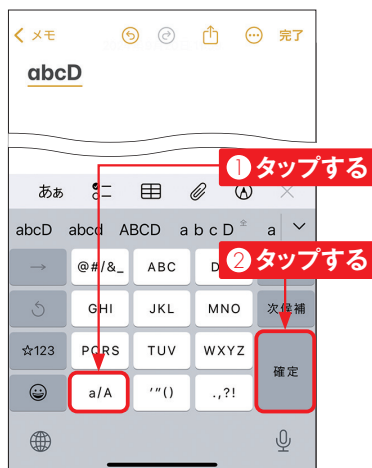 メモ 完了
abcD
❶タップする
あぁ
abcD abcd ABCD a b c D 全 a
❷タップする
→ @#/&_ ABC D
GHI JKL MNO 次候補
☆123 PQRS TUV WXYZ
a/A ’”() .,?! 確定